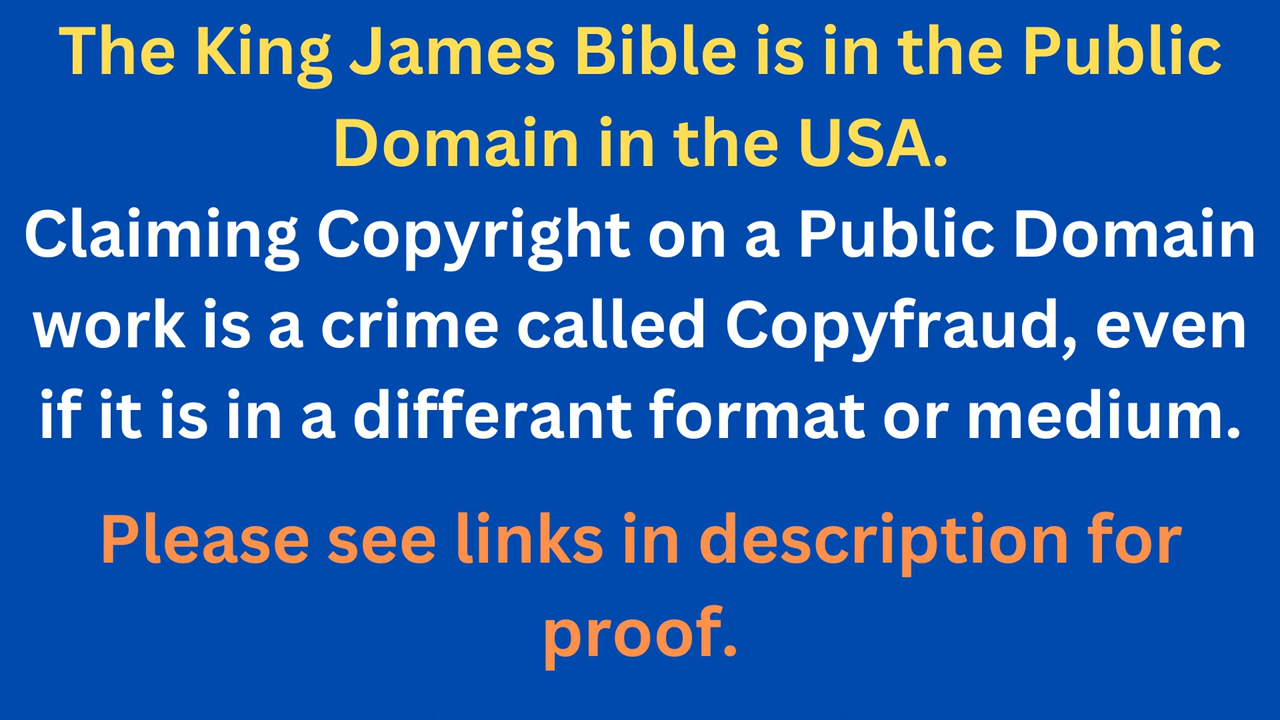 The King James Bible is in the Public
Domain in the USA.
Claiming Copyright on a Public Domain
work is a crime called Copyfraud, even
if it is in a differant format or medium.
Please see links in description for
proof.